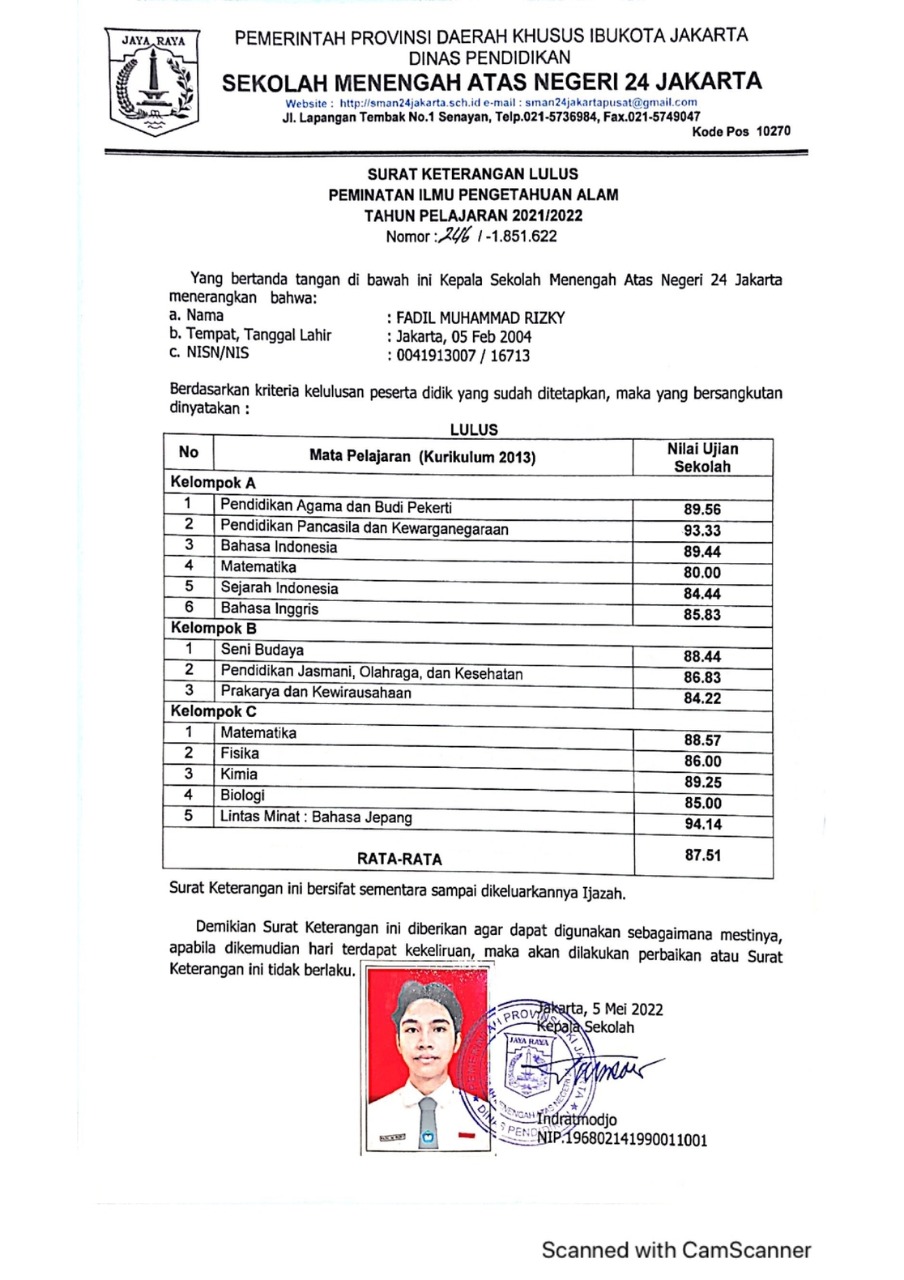 JAYA RAYA
PEMERINTAH PROVINSI DAERAH KHUSUS IBUKOTA JAKARTA
DINAS PENDIDIKAN
SEKOLAH MENENGAH ATAS NEGERI 24 JAKARTA
Website : http://sman24jakarta.sch.id e-mail : sman24jakartapusat@gmail.com
Jl. Lapangan Tembak No.1 Senayan, Telp.021-5736984, Fax.021-5749047
Kode Pos 10270
SURAT KETERANGAN LULUS
PEMINATAN ILMU PENGETAHUAN ALAM
TAHUN PELAJARAN 2021/2022
Nomor : 246 / -1.851.622
Yang bertanda tangan di bawah ini Kepala Sekolah Menengah Atas Negeri 24 Jakarta
menerangkan bahwa:
a. Nama : FADIL MUHAMMAD RIZKY
b. Tempat, Tanggal Lahir : Jakarta, 05 Feb 2004
c. NISN/NIS : 0041913007 / 16713
Berdasarkan kriteria kelulusan peserta didik yang sudah ditetapkan, maka yang bersangkutan
dinyatakan :
LULUS
No Mata Pelajaran (Kurikulum 2013) Nilai Ujian Sekolah
Kelompok A
1 Pendidikan Agama dan Budi Pekerti 89.56
2 Pendidikan Pancasila dan Kewarganegaraan 93.33
3 Bahasa Indonesia 89.44
4 Matematika 80.00
5 Sejarah Indonesia 84.44
6 Bahasa Inggris 85.83
Kelompok B
1 Seni Budaya 88.44
2 Pendidikan Jasmani, Olahraga, dan Kesehatan 86.83
3 Prakarya dan Kewirausahaan 84.22
Kelompok C
1 Matematika 88.57
2 Fisika 86.00
3 Kimia 89.25
4 Biologi 85.00
5 Lintas Minat : Bahasa Jepang 94.14
RATA-RATA 87.51
Surat Keterangan ini bersifat sementara sampai dikeluarkannya Ijazah.
Demikian Surat Keterangan ini diberikan agar dapat digunakan sebagaimana mestinya,
apabila dikemudian hari terdapat kekeliruan, maka akan dilakukan perbaikan atau Surat
Keterangan ini tidak berlaku.
Jakarta, 5 Mei 2022
Kepala Sekolah
JAYA RAYA
Indratmodjo
NIP.196802141990011001
Scanned with CamScanner